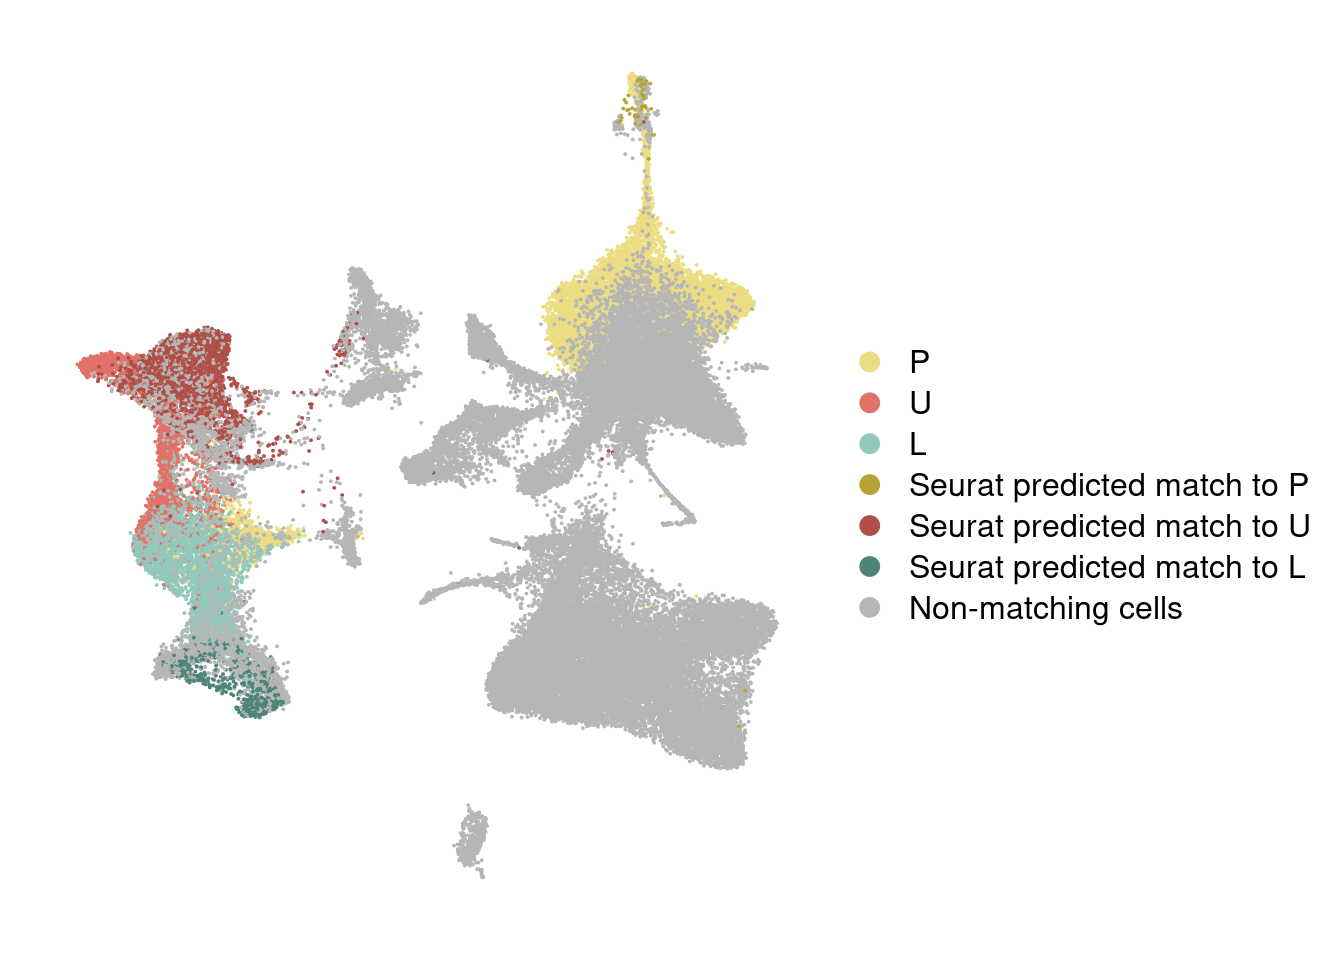 P
U
L
Seurat predicted match to P
Seurat predicted match to U
Seurat predicted match to L
Non-matching cells